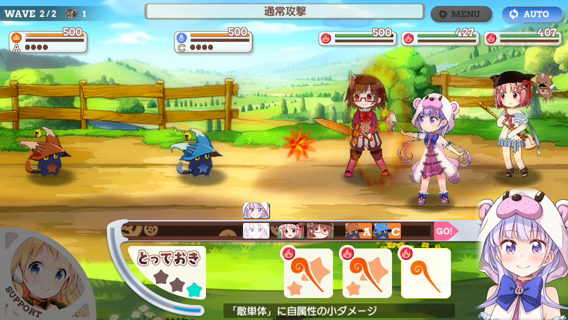 WAVE 2/2 1
通常攻撃
MENU
AUTO
500
A
500
C
500
427
407
A
C
GO!
とっておき
SUPPORT
「敵単体」に自属性の小ダメージ